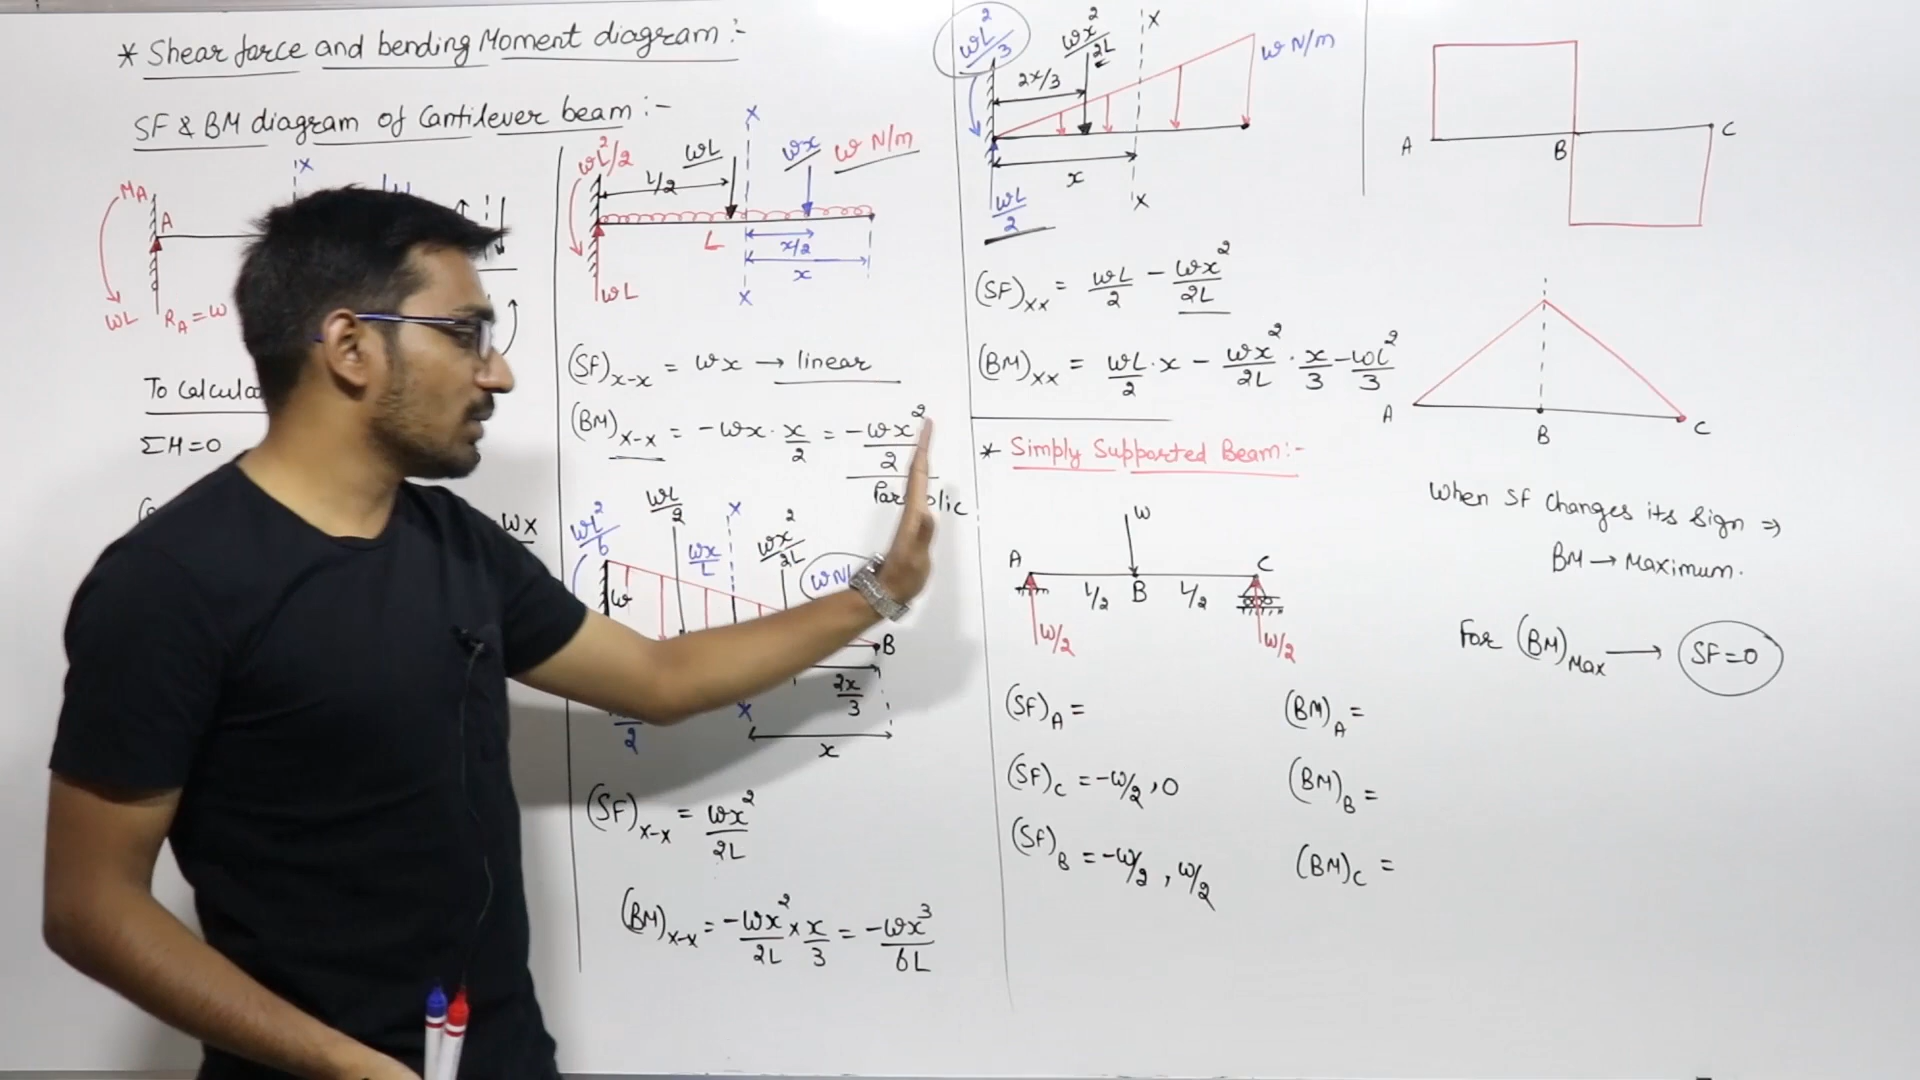 * Shear force and bending Moment diagram :-
SF & BM diagram of Cantilever beam :-
x
MA
A
WL
RA = W
To
ΣH=0
wx
x
wL²/2
L/2
wL
wx
w N/m
L
x/2
x
wL
x
(SF)x-x = wx → linear
(BM)x-x = -wx · x/2 = -wx²/2
wL²/6
wL/2
wx/L
x
wx²/2L
w
B
2x/3
x
2
x
(SF)x-x = wx²/2L
(BM)x-x = -wx²/2L × x/3 = -wx³/6L
wL²/3
wx²/2L
x
w N/m
2x/3
x
x
wL/2
(SF)xx = wL/2 - wx²/2L
(BM)xx = wL/2 · x - wx²/2L · x/3 - wL²/3
* Simply Supported Beam :-
w
A
C
L/2
B
L/2
W/2
W/2
(SF)A =
(BM)A =
(SF)C = -w/2 , 0
(BM)B =
(SF)B = -w/2 , w/2
(BM)C =
A
B
C
A
B
C
When SF changes its sign ⇒
BM → Maximum.
For (BM)Max → SF=0